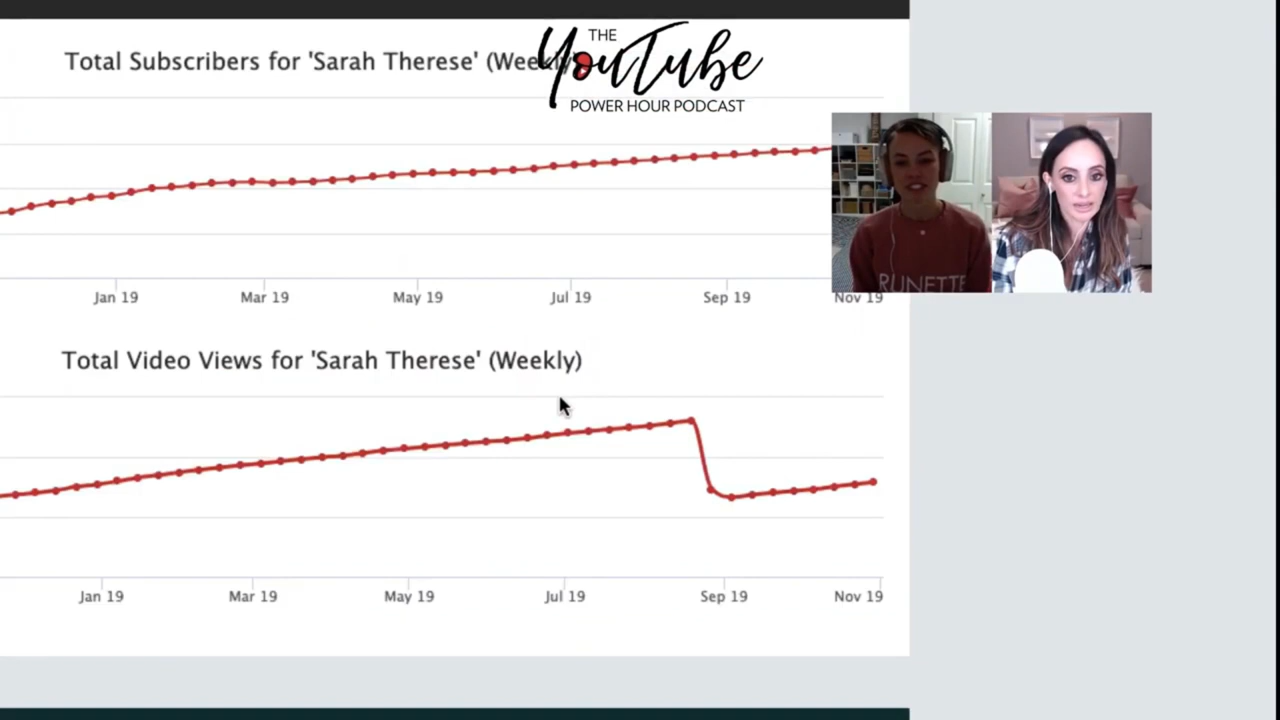 Total Subscribers for 'Sarah Therese' (Weekly)
THE
YouTube
POWER HOUR PODCAST
Jan 19
Mar 19
May 19
Jul 19
Sep 19
Nov 19
RUNETTE
Total Video Views for 'Sarah Therese' (Weekly)
Jan 19
Mar 19
May 19
Jul 19
Sep 19
Nov 19